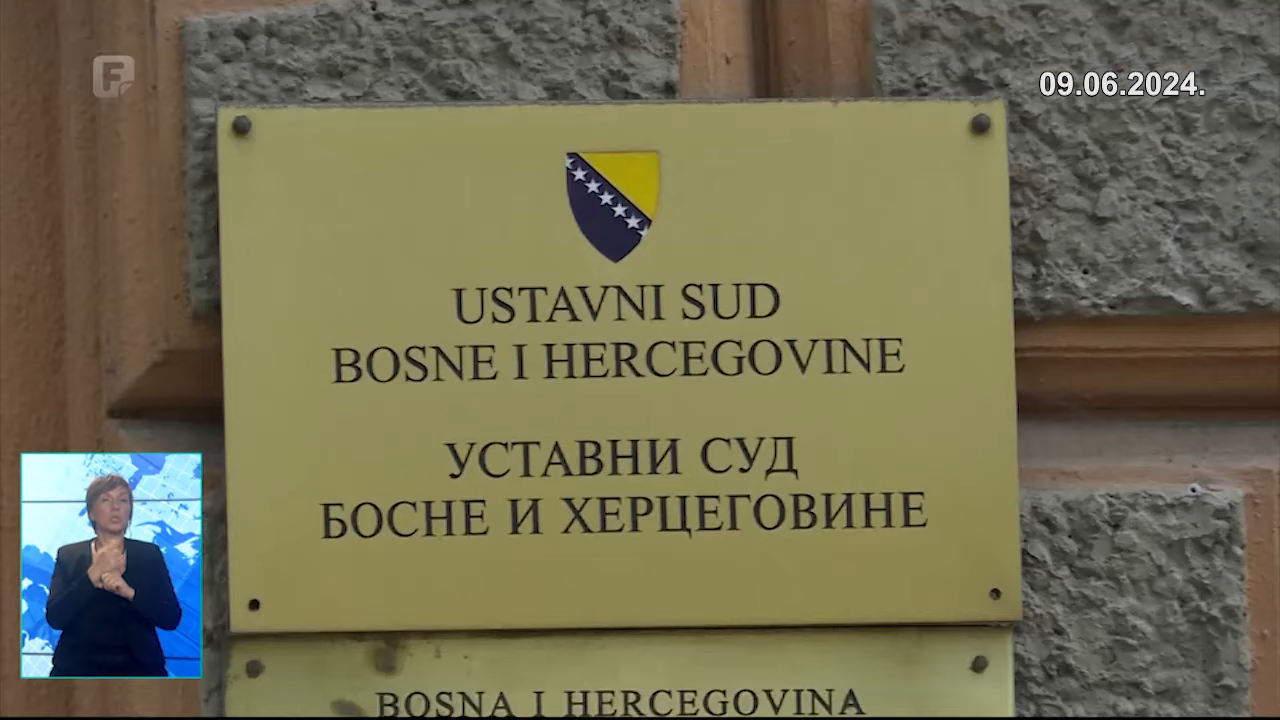 F
09.06.2024.
USTAVNI SUD
BOSNE I HERCEGOVINE
УСТАВНИ СУД
БОСНЕ И ХЕРЦЕГОВИНЕ
BOSNA I HERCEGOVINA